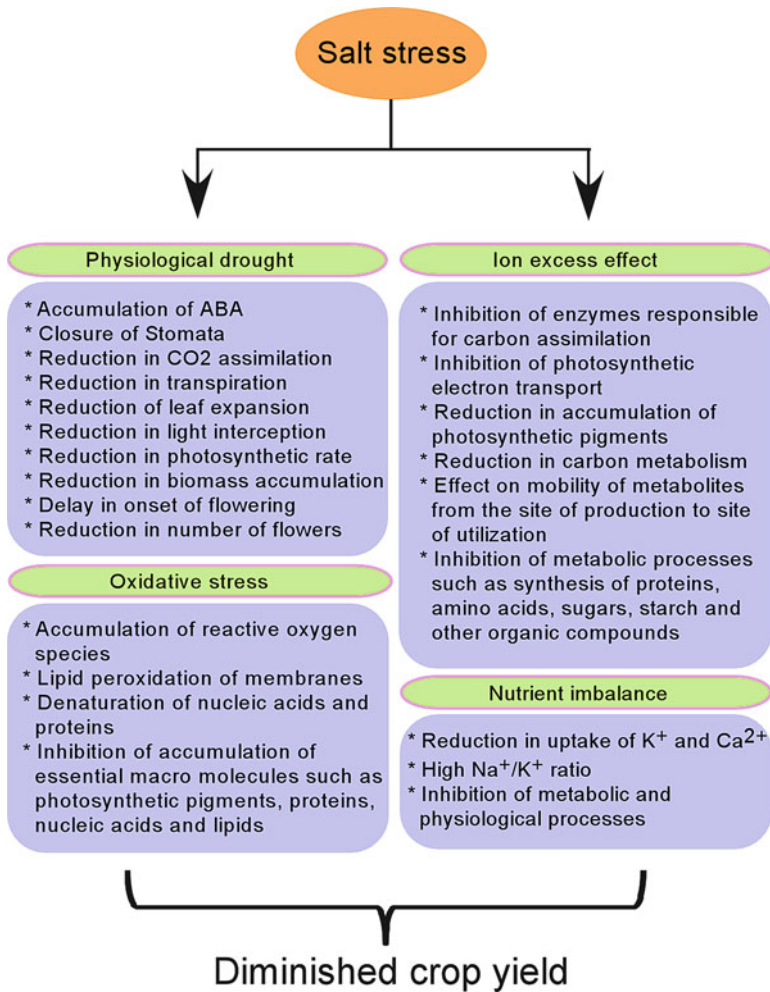 Salt stress
Physiological drought
* Accumulation of ABA
* Closure of Stomata
* Reduction in CO2 assimilation
* Reduction in transpiration
* Reduction of leaf expansion
* Reduction in light interception
* Reduction in photosynthetic rate
* Reduction in biomass accumulation
* Delay in onset of flowering
* Reduction in number of flowers
Oxidative stress
* Accumulation of reactive oxygen
species
* Lipid peroxidation of membranes
* Denaturation of nucleic acids and
proteins
* Inhibition of accumulation of
essential macro molecules such as
photosynthetic pigments, proteins,
nucleic acids and lipids
Ion excess effect
* Inhibition of enzymes responsible
for carbon assimilation
* Inhibition of photosynthetic
electron transport
* Reduction in accumulation of
photosynthetic pigments
* Reduction in carbon metabolism
* Effect on mobility of metabolites
from the site of production to site
of utilization
* Inhibition of metabolic processes
such as synthesis of proteins,
amino acids, sugars, starch and
other organic compounds
Nutrient imbalance
* Reduction in uptake of K⁺ and Ca²⁺
* High Na⁺/K⁺ ratio
* Inhibition of metabolic and
physiological processes
Diminished crop yield